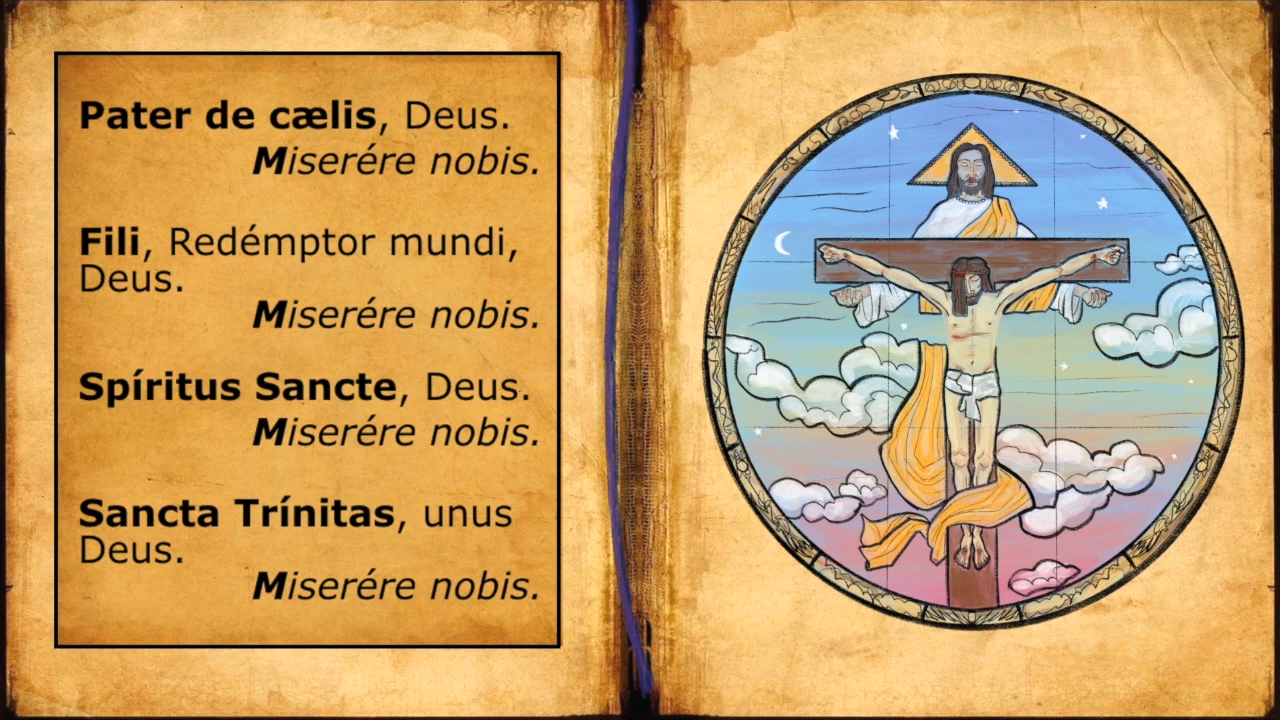 Pater de cælis, Deus.
Miserére nobis.
Fili, Redémptor mundi,
Deus.
Miserére nobis.
Spíritus Sancte, Deus.
Miserére nobis.
Sancta Trínitas, unus
Deus.
Miserére nobis.